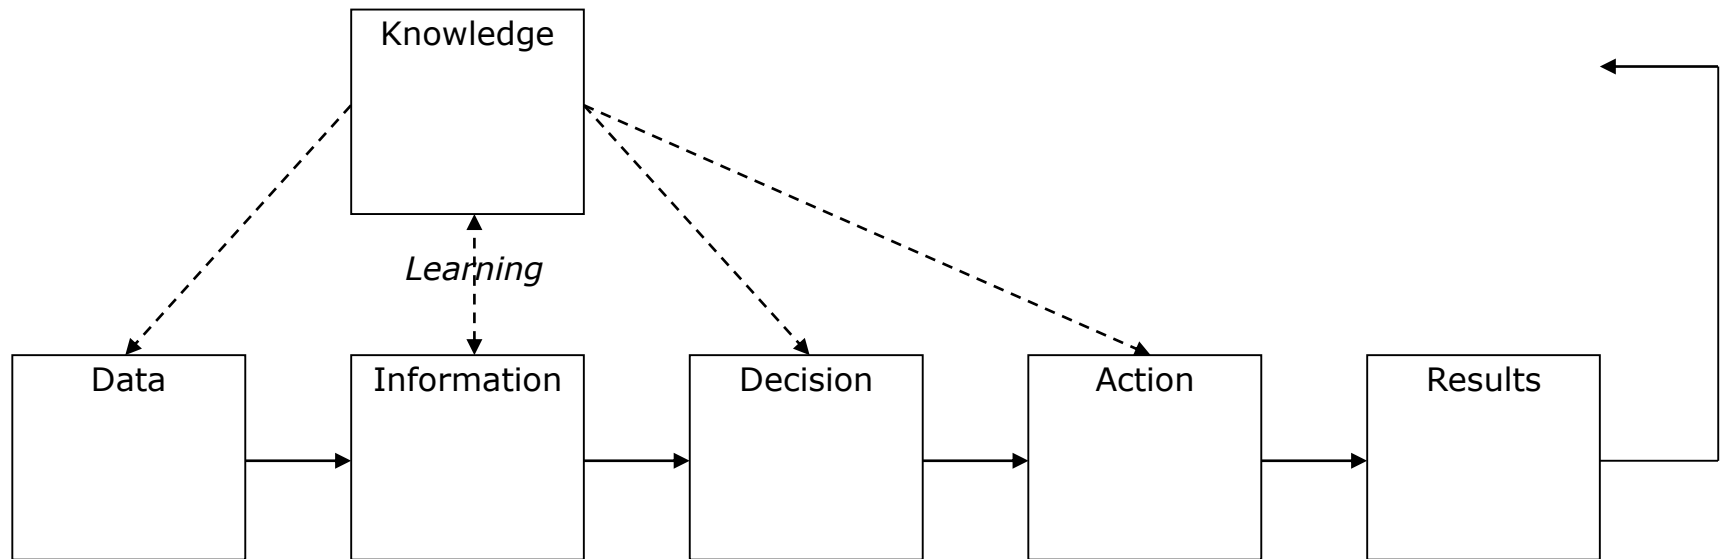 Knowledge
Learning
Data
Information
Decision
Action
Results